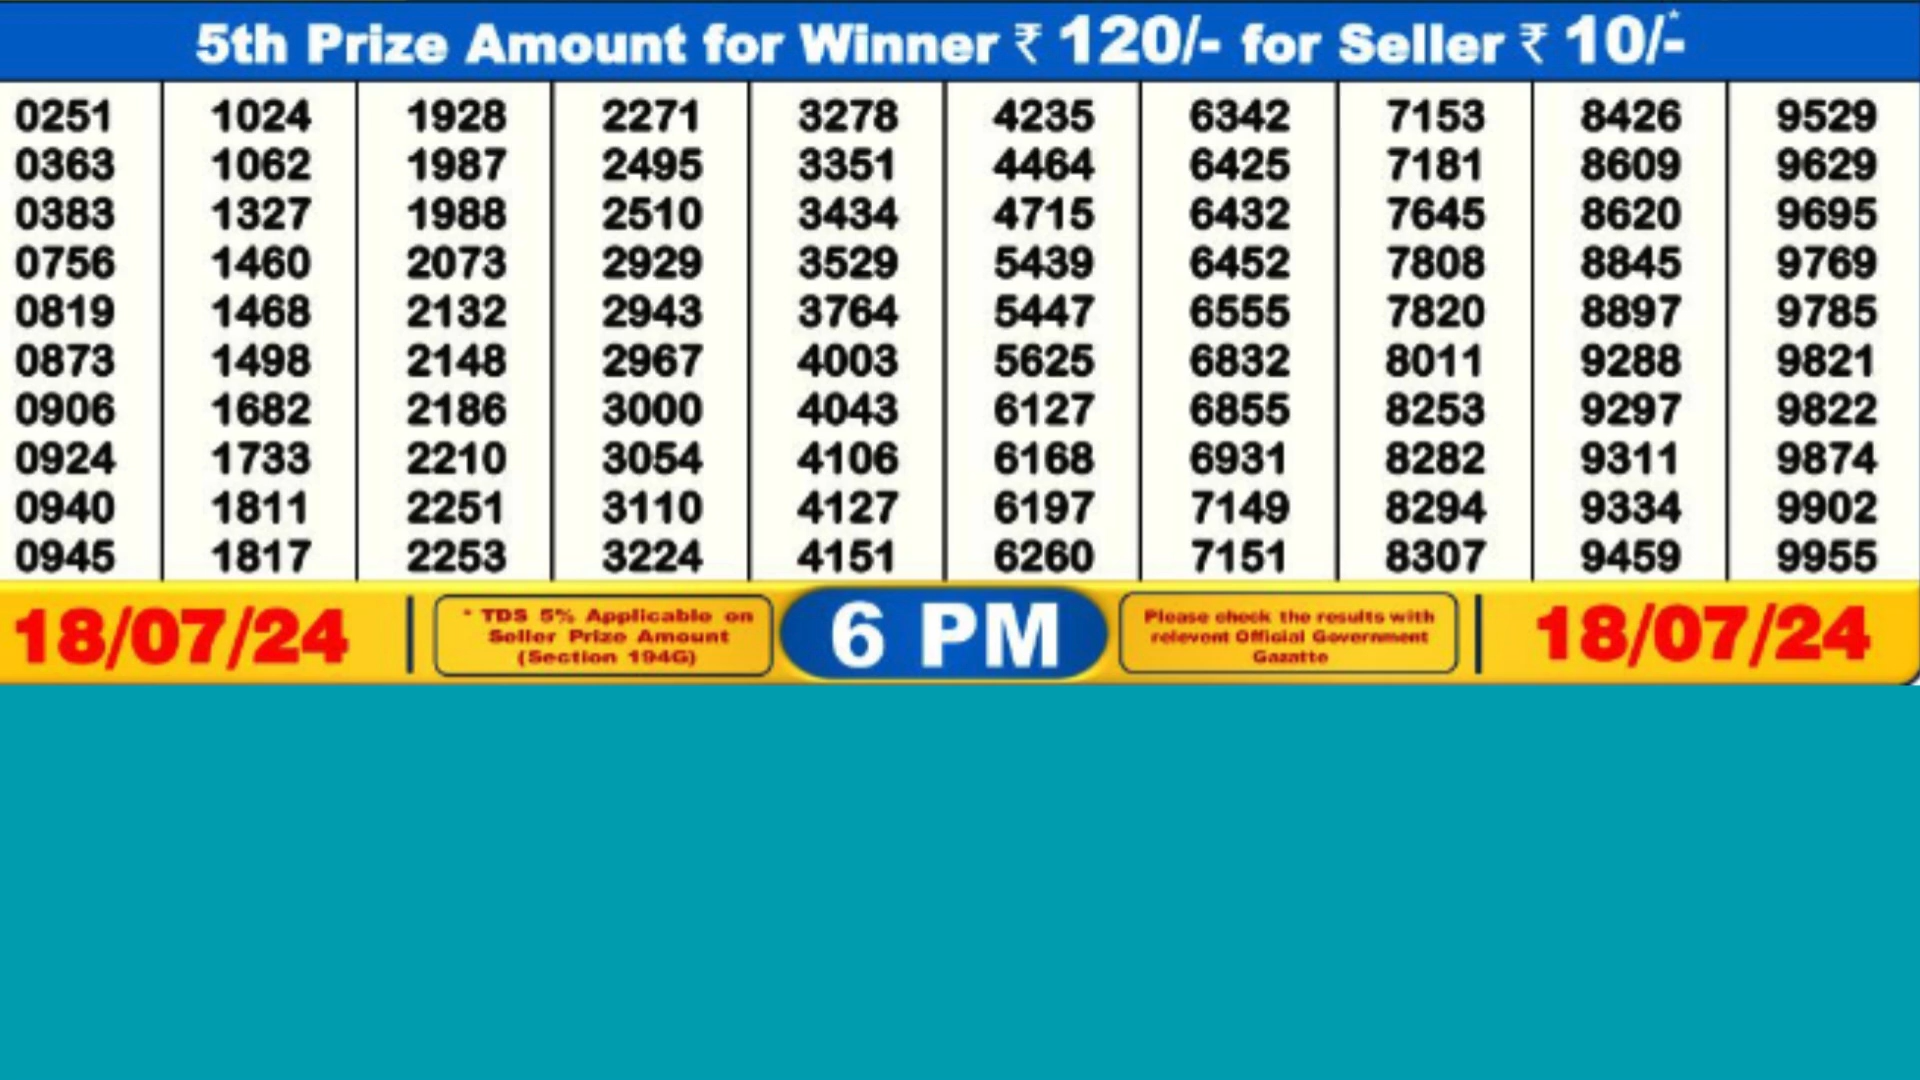 5th Prize Amount for Winner ₹ 120/- for Seller ₹ 10/-*
0251 1024 1928 2271 3278 4235 6342 7153 8426 9529
0363 1062 1987 2495 3351 4464 6425 7181 8609 9629
0383 1327 1988 2510 3434 4715 6432 7645 8620 9695
0756 1460 2073 2929 3529 5439 6452 7808 8845 9769
0819 1468 2132 2943 3764 5447 6555 7820 8897 9785
0873 1498 2148 2967 4003 5625 6832 8011 9288 9821
0906 1682 2186 3000 4043 6127 6855 8253 9297 9822
0924 1733 2210 3054 4106 6168 6931 8282 9311 9874
0940 1811 2251 3110 4127 6197 7149 8294 9334 9902
0945 1817 2253 3224 4151 6260 7151 8307 9459 9955
18/07/24
* TDS 5% Applicable on
Seller Prize Amount
(Section 194G)
6 PM
Please check the results with
relevent Official Government
Gazatte
18/07/24